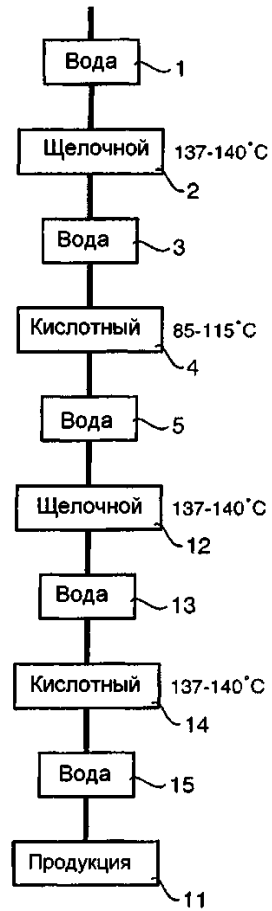 Вода
1
Щелочной 137-140°C
2
Вода
3
Кислотный 85-115°C
4
Вода
5
Щелочной 137-140°C
12
Вода
13
Кислотный 137-140°C
14
Вода
15
Продукция
11